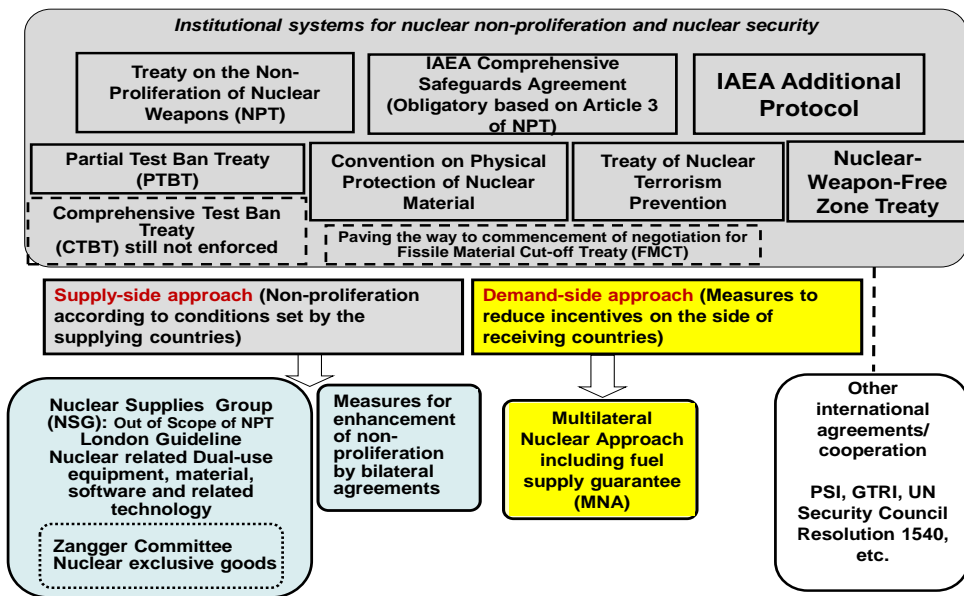 Institutional systems for nuclear non-proliferation and nuclear security
Treaty on the Non-
Proliferation of Nuclear
Weapons (NPT)
IAEA Comprehensive
Safeguards Agreement
(Obligatory based on Article 3
of NPT)
IAEA Additional
Protocol
Partial Test Ban Treaty
(PTBT)
Convention on Physical
Protection of Nuclear
Material
Treaty of Nuclear
Terrorism
Prevention
Nuclear-
Weapon-Free
Zone Treaty
Comprehensive Test Ban
Treaty
(CTBT) still not enforced
Paving the way to commencement of negotiation for
Fissile Material Cut-off Treaty (FMCT)
Supply-side approach (Non-proliferation
according to conditions set by the
supplying countries)
Demand-side approach (Measures to
reduce incentives on the side of
receiving countries)
Nuclear Supplies Group
(NSG): Out of Scope of NPT
London Guideline
Nuclear related Dual-use
equipment, material,
software and related
technology
Zangger Committee
Nuclear exclusive goods
Measures for
enhancement
of non-
proliferation
by bilateral
agreements
Multilateral
Nuclear Approach
including fuel
supply guarantee
(MNA)
Other
international
agreements/
cooperation
PSI, GTRI, UN
Security Council
Resolution 1540,
etc.